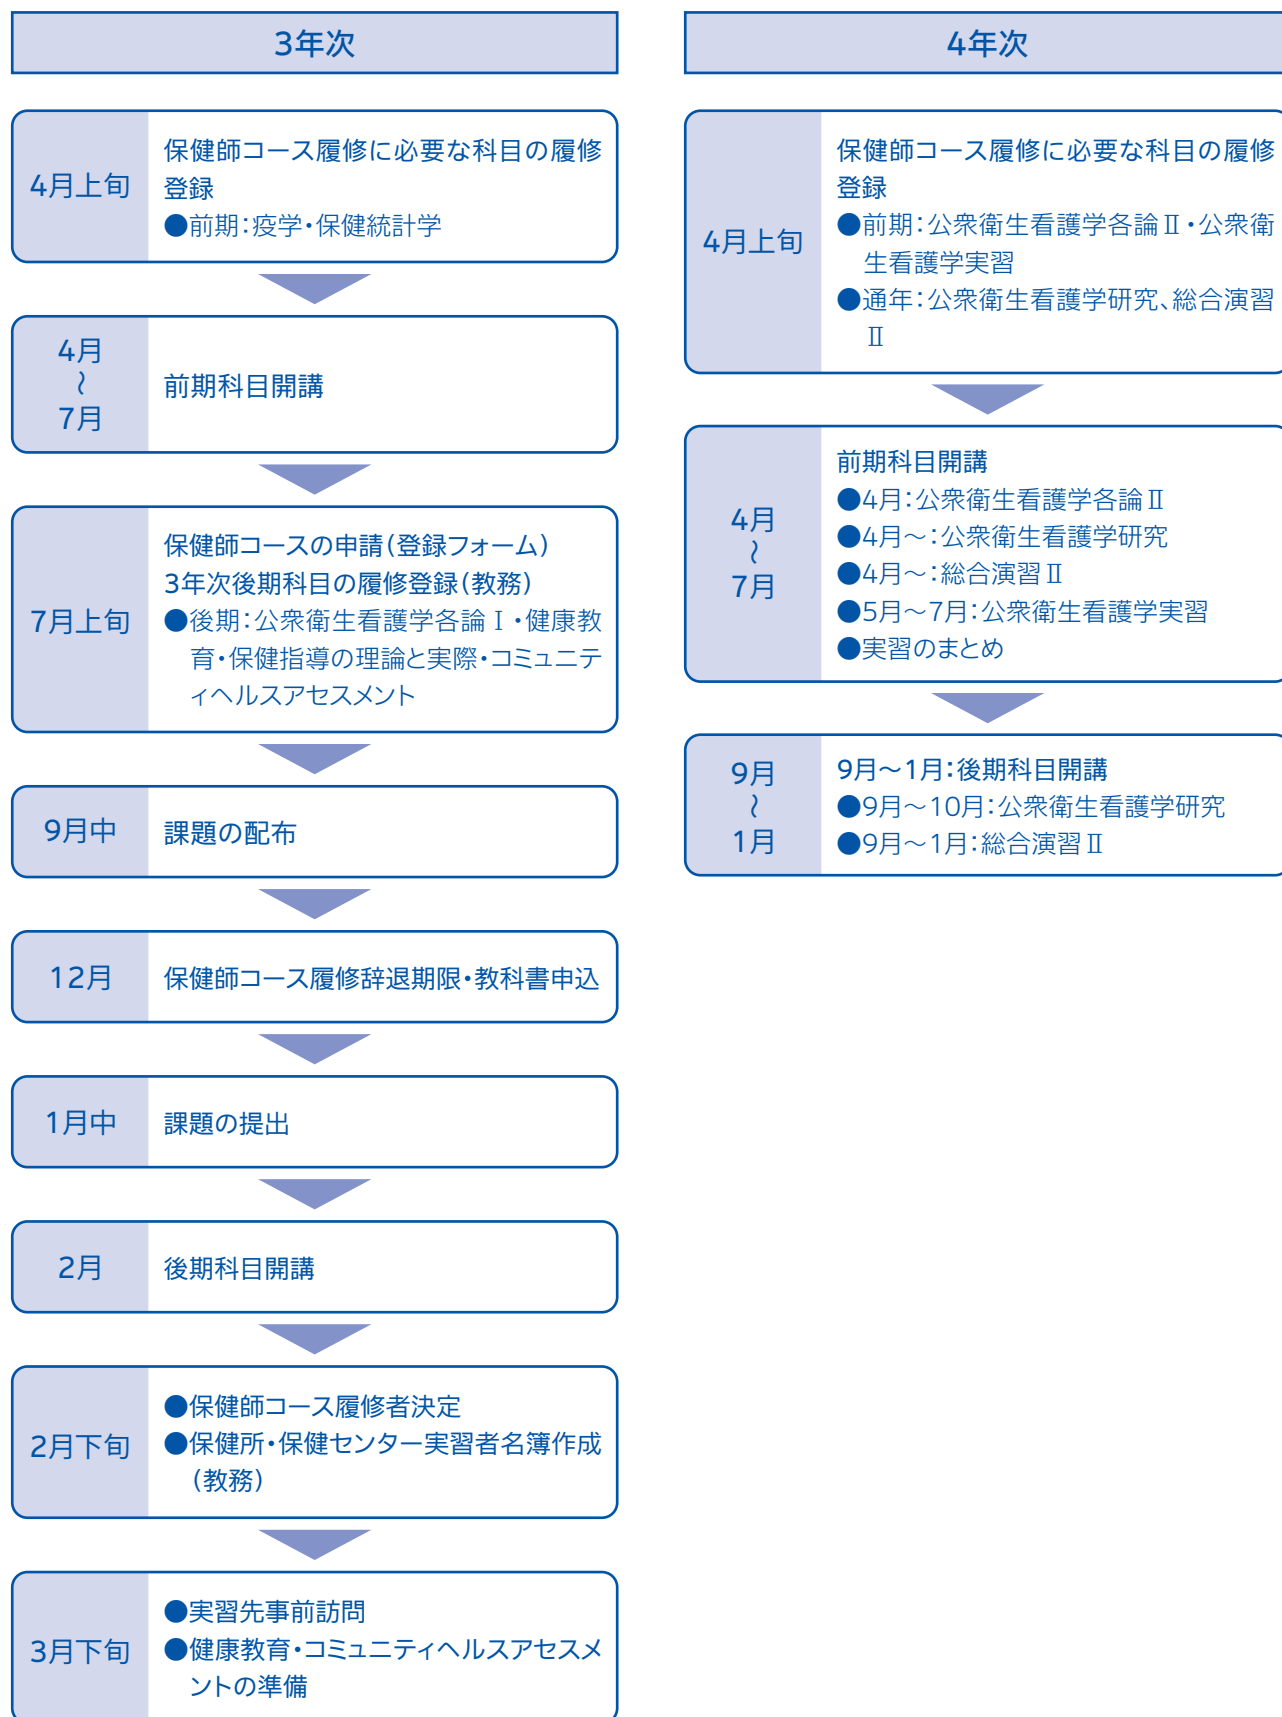 3年次
4月上旬
保健師コース履修に必要な科目の履修
登録
●前期：疫学・保健統計学
4月
〜
7月
前期科目開講
7月上旬
保健師コースの申請（登録フォーム）
3年次後期科目の履修登録（教務）
●後期：公衆衛生看護学各論Ⅰ・健康教
育・保健指導の理論と実際・コミュニテ
ィヘルスアセスメント
9月中
課題の配布
12月
保健師コース履修辞退期限・教科書申込
1月中
課題の提出
2月
後期科目開講
2月下旬
●保健師コース履修者決定
●保健所・保健センター実習者名簿作成
（教務）
3月下旬
●実習先事前訪問
●健康教育・コミュニティヘルスアセスメ
ントの準備
4年次
4月上旬
保健師コース履修に必要な科目の履修
登録
●前期：公衆衛生看護学各論Ⅱ・公衆衛
生看護学実習
●通年：公衆衛生看護学研究、総合演習
Ⅱ
4月
〜
7月
前期科目開講
●4月：公衆衛生看護学各論Ⅱ
●4月〜：公衆衛生看護学研究
●4月〜：総合演習Ⅱ
●5月〜7月：公衆衛生看護学実習
●実習のまとめ
9月
〜
1月
9月〜1月：後期科目開講
●9月〜10月：公衆衛生看護学研究
●9月〜1月：総合演習Ⅱ